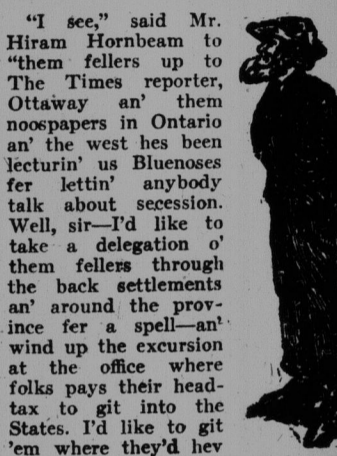 “I see,” said Mr.
Hiram Hornbeam to
“them fellers up to
The Times reporter,
Ottaway an’ them
noospapers in Ontario
an’ the west hes been
lecturin’ us Bluenoses
fer lettin’ anybody
talk about secession.
Well, sir—I’d like to
take a delegation o’
them fellers through
the back settlements
an’ around the prov-
ince fer a spell—an’
wind up the excursion
at the office where
folks pays their head-
tax to git into the
States. I’d like to git
’em where they’d hev